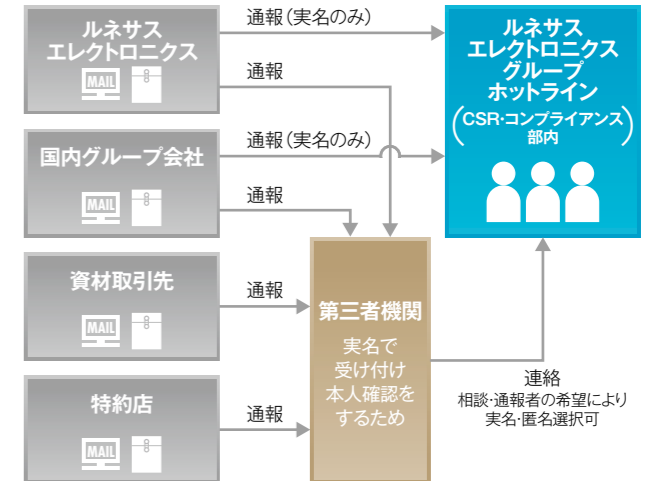 ルネサス
エレクトロニクス
MAIL
通報（実名のみ）
通報
国内グループ会社
MAIL
通報（実名のみ）
通報
資材取引先
MAIL
通報
特約店
MAIL
通報
第三者機関
実名で
受け付け
本人確認を
するため
ルネサス
エレクトロニクス
グループ
ホットライン
（CSR・コンプライアンス
部内）
連絡
相談・通報者の希望により
実名・匿名選択可